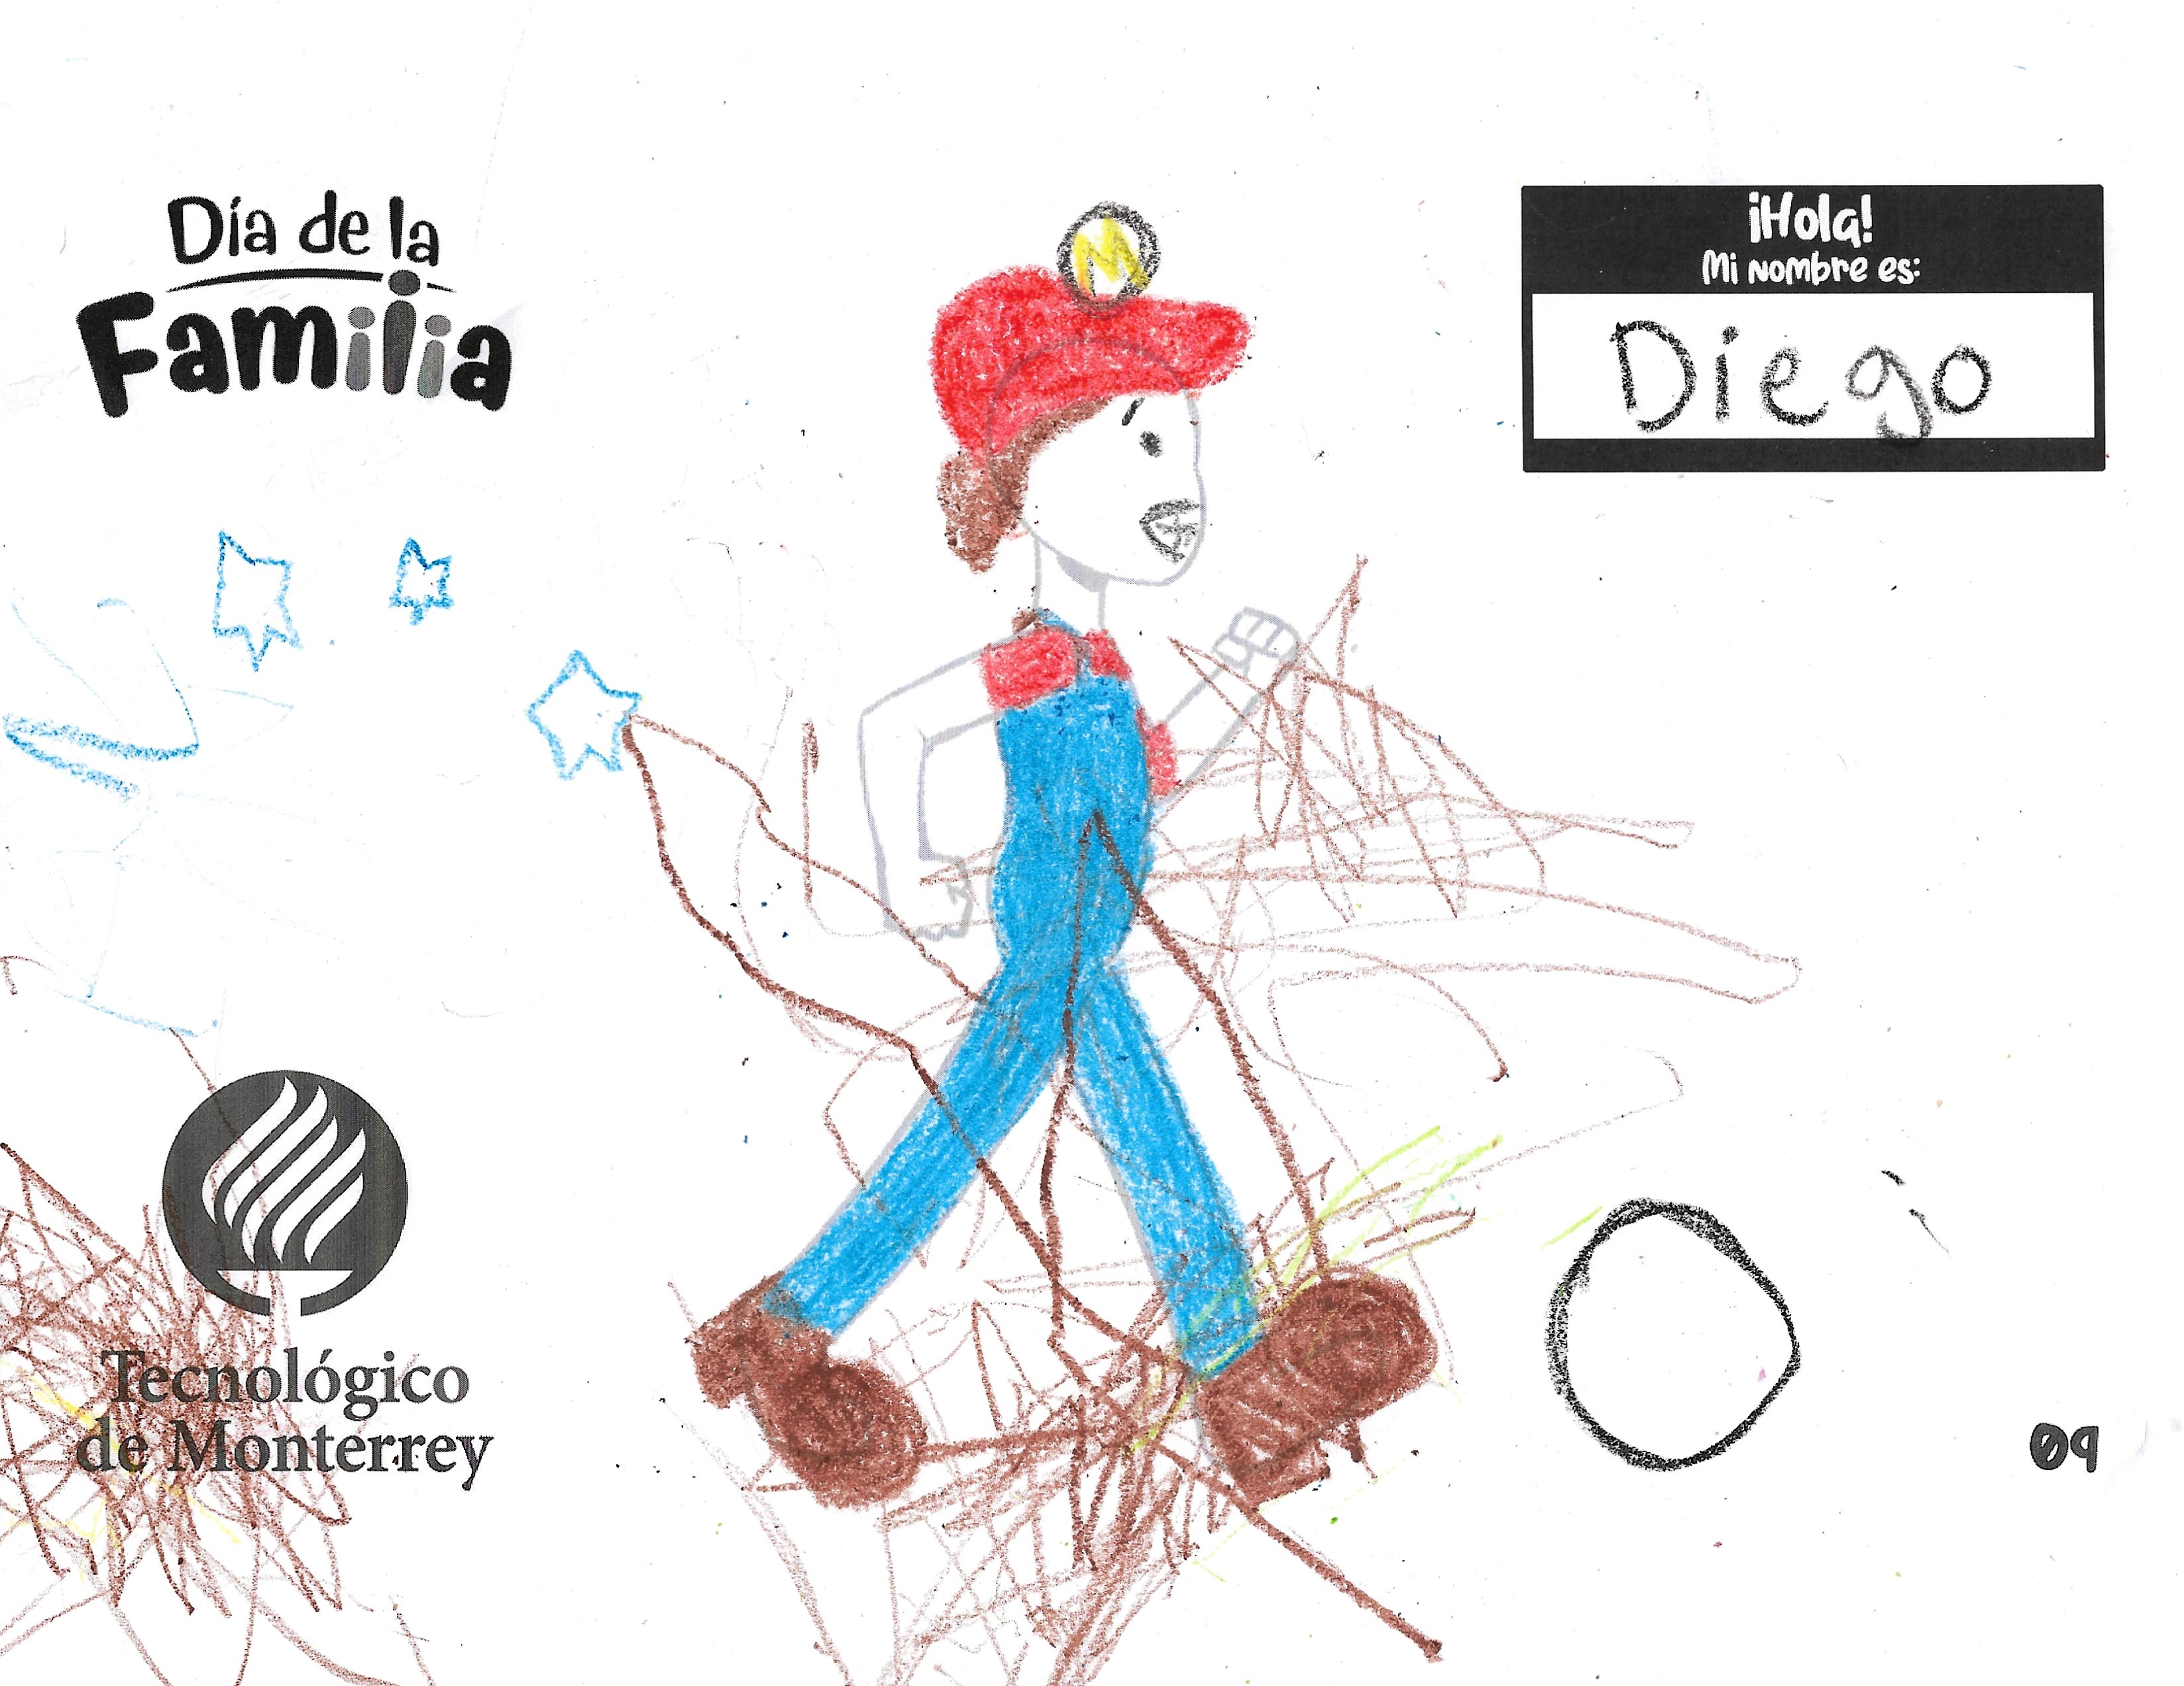 Día de la
Familia
¡Hola!
Mi nombre es:
Diego
M
Tecnológico
de Monterrey
09